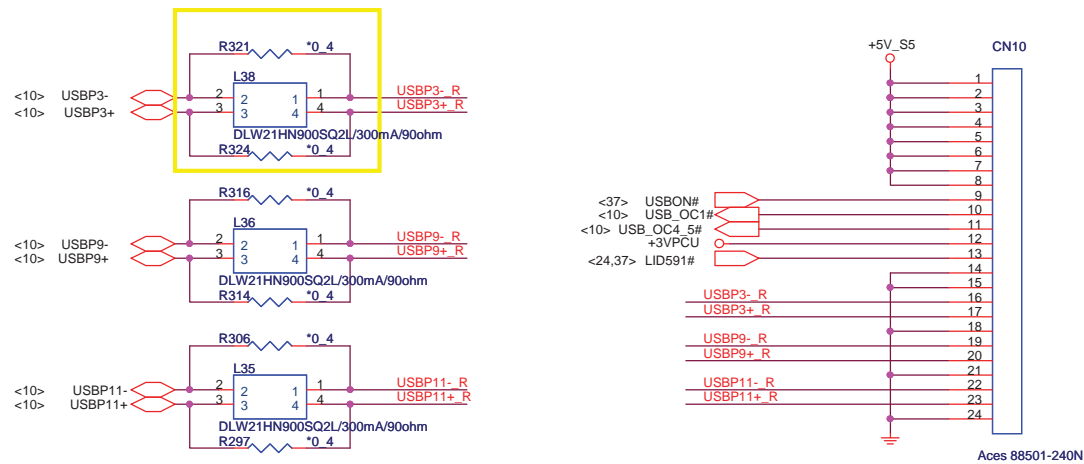 R321 *0_4
L38
<10> USBP3- 2 2 1 1 USBP3-_R
<10> USBP3+ 3 3 4 4 USBP3+_R
DLW21HN900SQ2L/300mA/90ohm
R324 *0_4
R316 *0_4
L36
<10> USBP9- 2 2 1 1 USBP9-_R
<10> USBP9+ 3 3 4 4 USBP9+_R
DLW21HN900SQ2L/300mA/90ohm
R314 *0_4
R306 *0_4
L35
<10> USBP11- 2 2 1 1 USBP11-_R
<10> USBP11+ 3 3 4 4 USBP11+_R
DLW21HN900SQ2L/300mA/90ohm
R297 *0_4
+5V_S5
CN10
1
2
3
4
5
6
7
8
<37> USBON# 9
<10> USB_OC1# 10
<10> USB_OC4_5# 11
+3VPCU 12
<24,37> LID591# 13
14
15
USBP3-_R 16
USBP3+_R 17
18
USBP9-_R 19
USBP9+_R 20
21
USBP11-_R 22
USBP11+_R 23
24
Aces 88501-240N